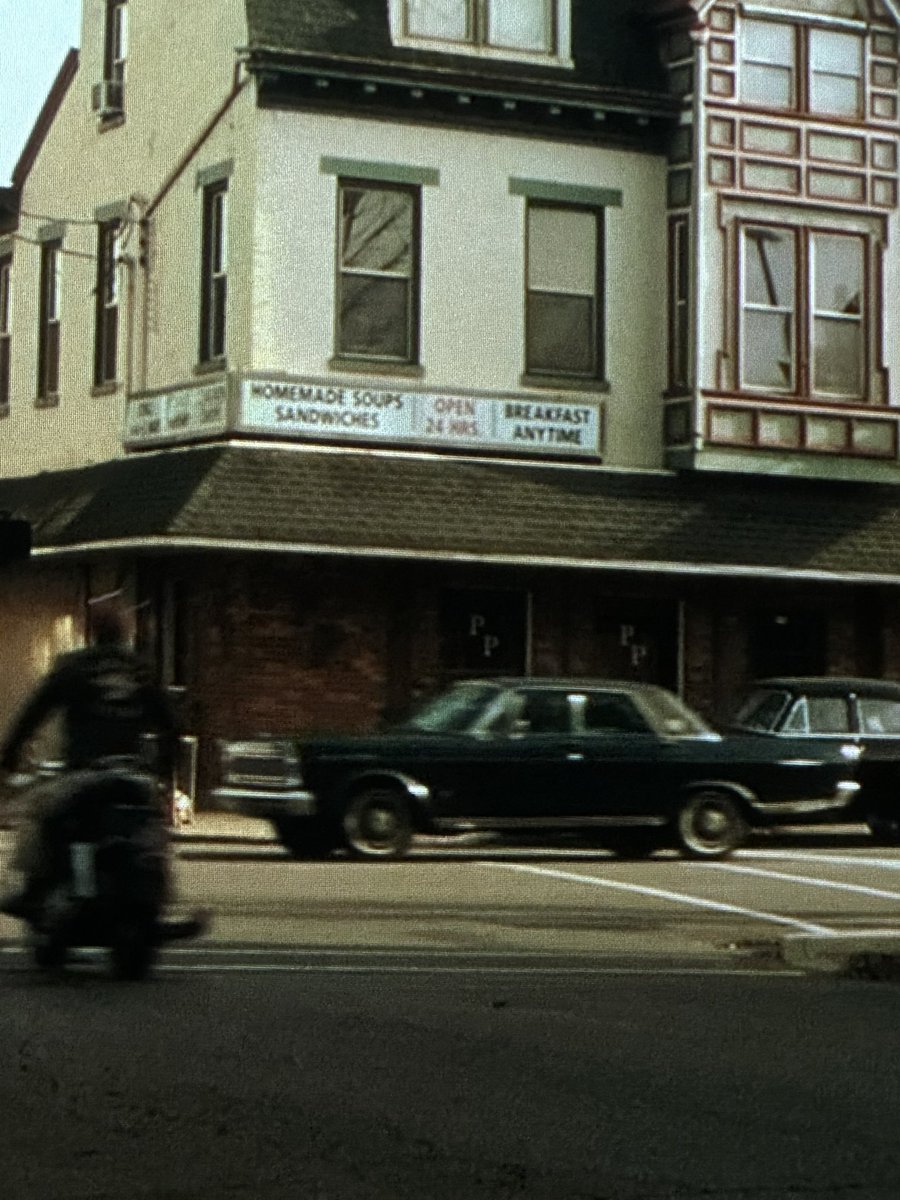 HOMEMADE SOUPS
SANDWICHES
OPEN
24 HRS.
BREAKFAST
ANYTIME
PP
PP